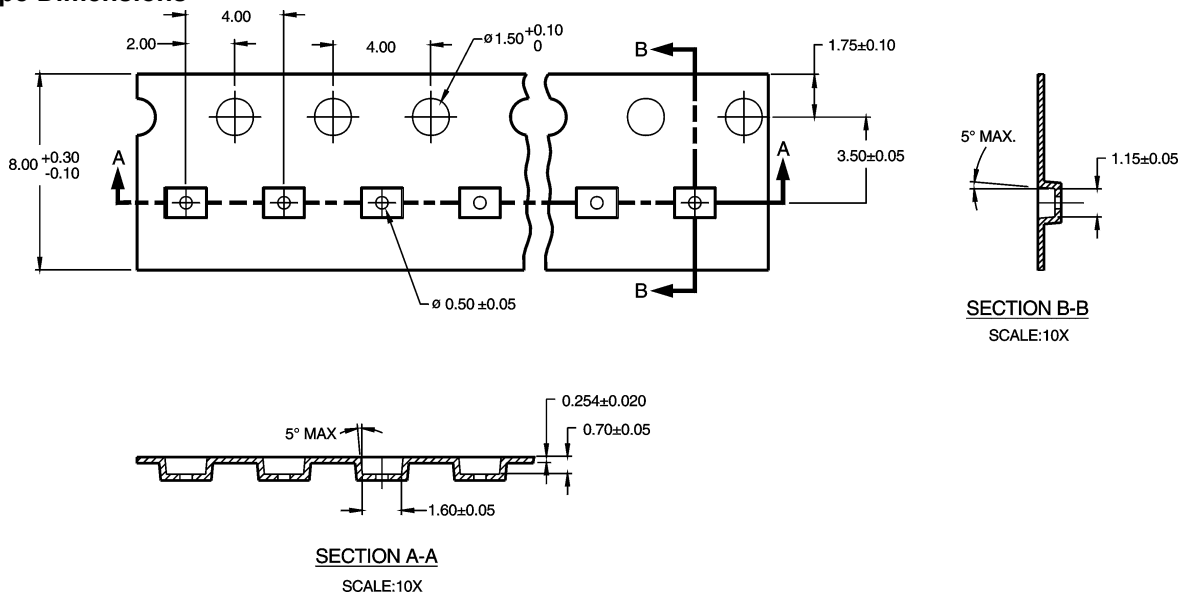 4.00
2.00
4.00
ø1.50 +0.10
0
B
1.75±0.10
8.00 +0.30
-0.10
A
A
3.50±0.05
5° MAX.
1.15±0.05
B
ø 0.50 ±0.05
SECTION B-B
SCALE:10X
0.254±0.020
5° MAX
0.70±0.05
1.60±0.05
SECTION A-A
SCALE:10X